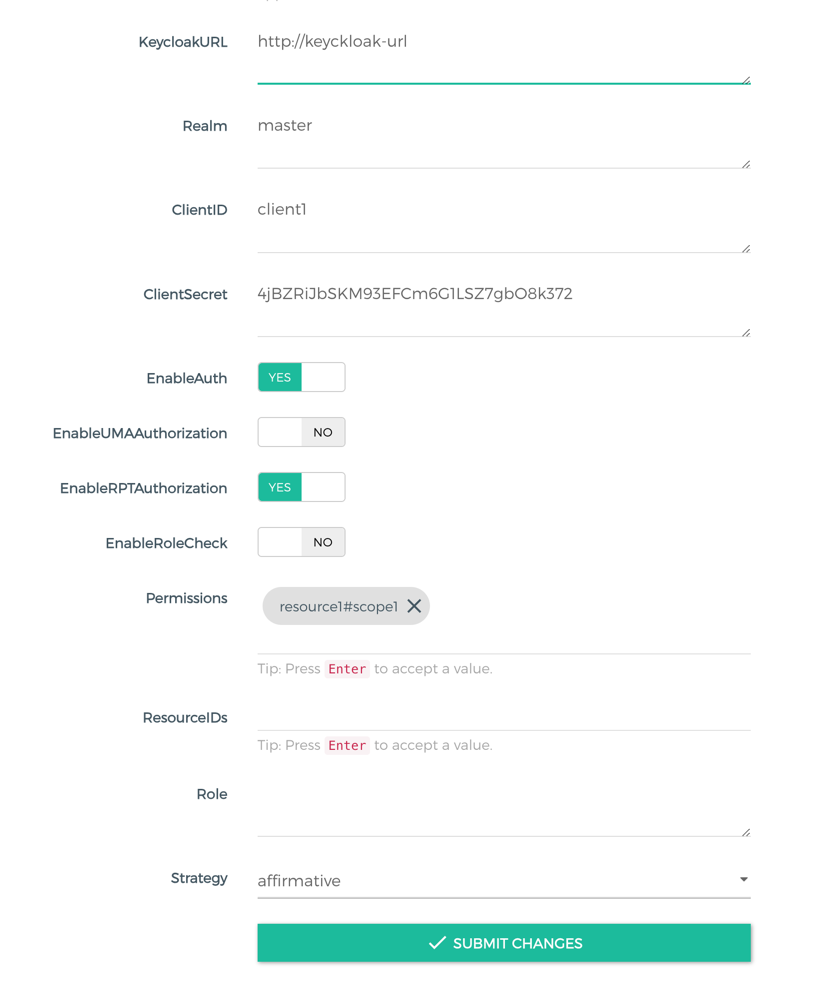 KeycloakURL http://keyckloak-url
Realm master
ClientID client1
ClientSecret 4jBZRiJbSKM93EFCm6G1LSZ7gbO8k372
EnableAuth YES
EnableUMAAuthorization NO
EnableRPTAuthorization YES
EnableRoleCheck NO
Permissions resource1#scope1
Tip: Press Enter to accept a value.
ResourceIDs
Tip: Press Enter to accept a value.
Role
Strategy affirmative
SUBMIT CHANGES